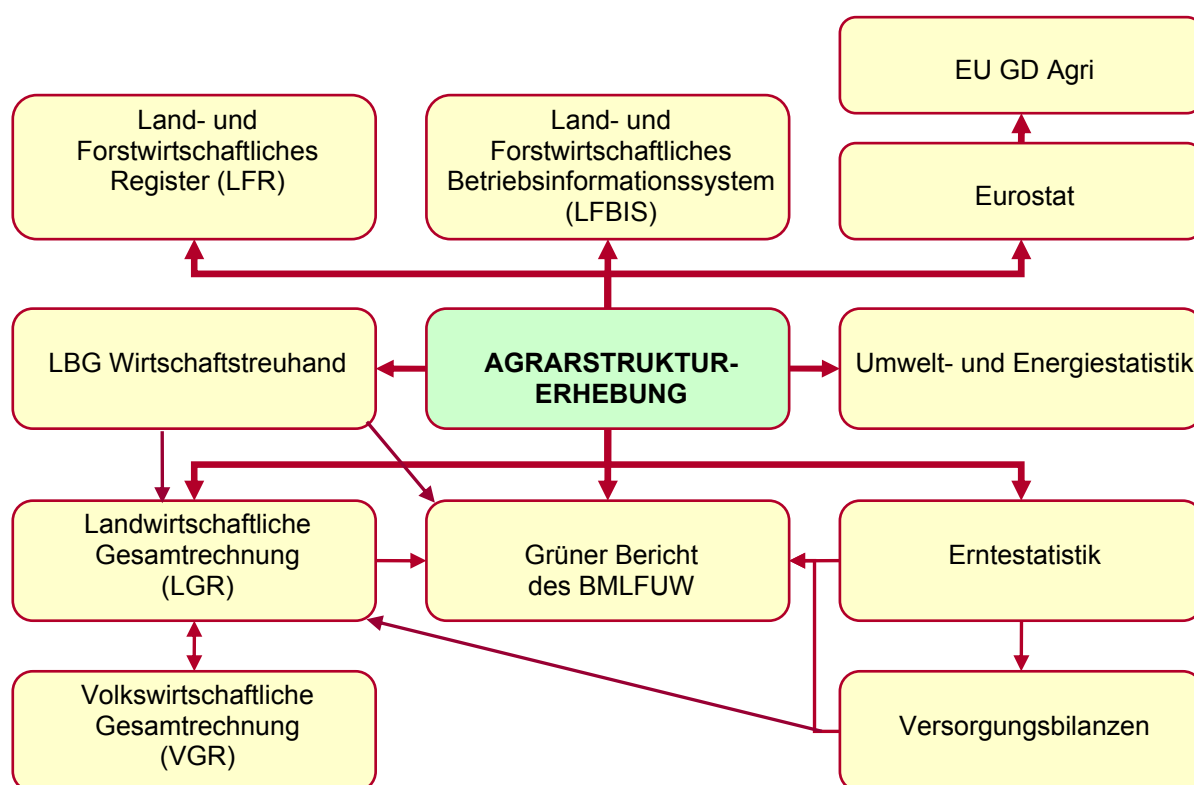 EU GD Agri
Land- und
Forstwirtschaftliches
Register (LFR)
Land- und
Forstwirtschaftliches
Betriebsinformationssystem
(LFBIS)
Eurostat
LBG Wirtschaftstreuhand
AGRARSTRUKTUR-
ERHEBUNG
Umwelt- und Energiestatistik
Landwirtschaftliche
Gesamtrechnung
(LGR)
Grüner Bericht
des BMLFUW
Erntestatistik
Volkswirtschaftliche
Gesamtrechnung
(VGR)
Versorgungsbilanzen